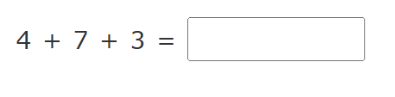 4 + 7 + 3 =